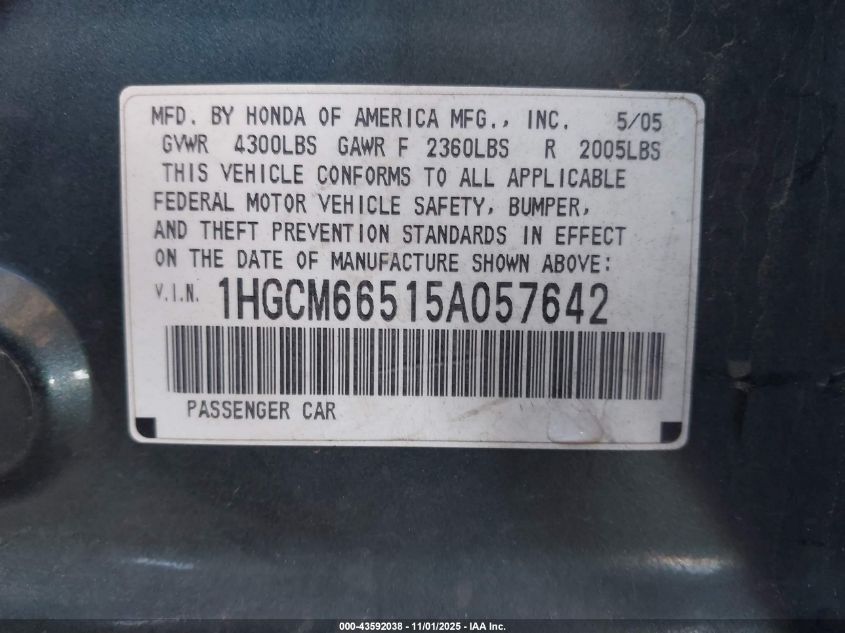 MFD. BY HONDA OF AMERICA MFG., INC. 5/05
GVWR 4300LBS GAWR F 2360LBS R 2005LBS
THIS VEHICLE CONFORMS TO ALL APPLICABLE
FEDERAL MOTOR VEHICLE SAFETY, BUMPER,
AND THEFT PREVENTION STANDARDS IN EFFECT
ON THE DATE OF MANUFACTURE SHOWN ABOVE:
V.I.N. 1HGCM66515A057642
PASSENGER CAR
000-43592038 - 11/01/2025 - IAA Inc.